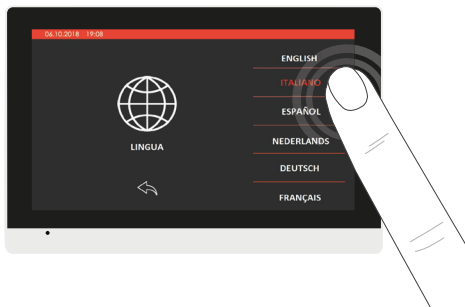 06.10.2018 19:08
LINGUA
ENGLISH
ITALIANO
ESPAÑOL
NEDERLANDS
DEUTSCH
FRANÇAIS